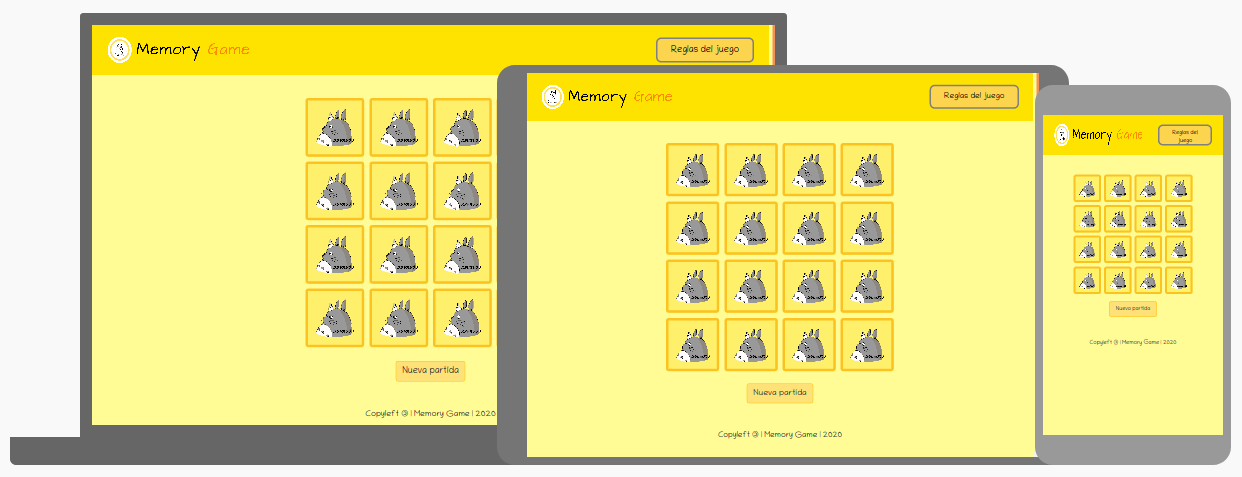 Memory Game
Reglas del juego
Nueva partida
Copyleft @ | Memory Game | 2020
Memory Game
Reglas del juego
Nueva partida
Copyleft @ | Memory Game | 2020
Memory Game
Reglas del
juego
Nueva partida
Copyleft @ | Memory Game | 2020